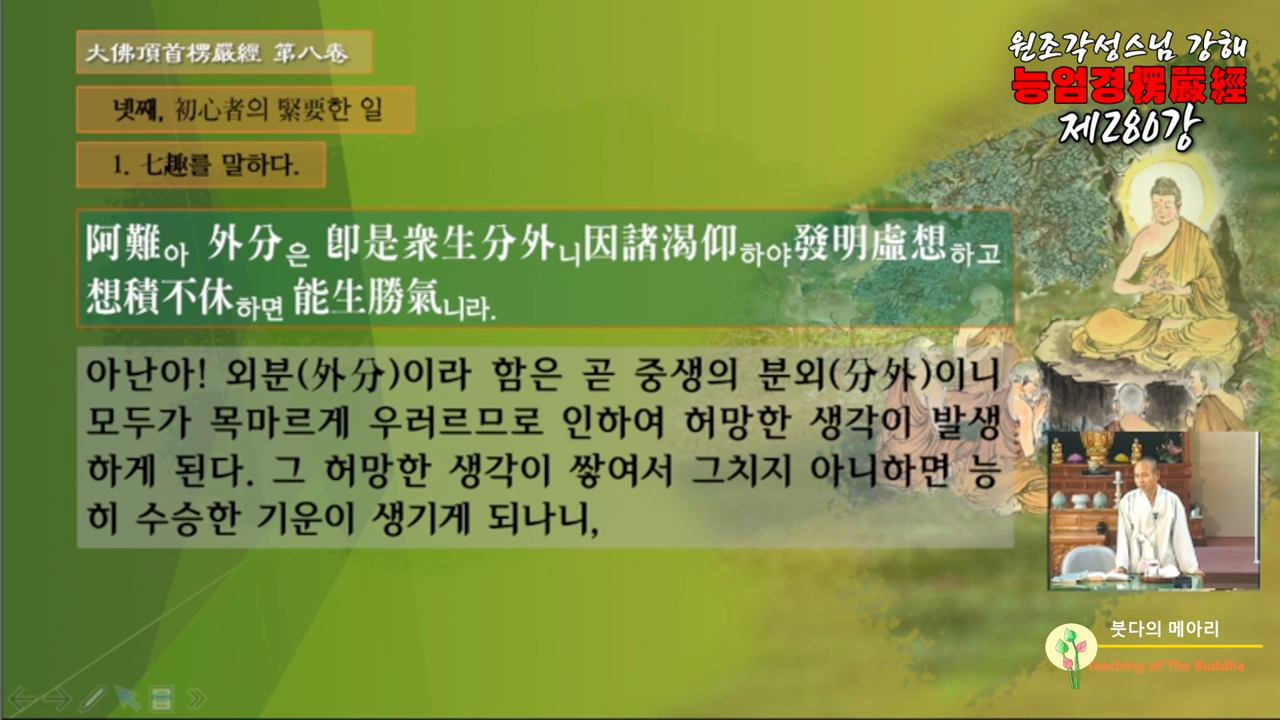 大佛頂首楞嚴經 第八卷
넷째, 初心者의 緊要한 일
1. 七趣를 말하다.
阿難아 外分은 卽是衆生分外니因諸渴仰하야發明虛想하고
想積不休하면 能生勝氣니라.
아난아! 외분(外分)이라 함은 곧 중생의 분외(分外)이니
모두가 목마르게 우러르므로 인하여 허망한 생각이 발생
하게 된다. 그 허망한 생각이 쌓여서 그치지 아니하면 능
히 수승한 기운이 생기게 되나니,
원조각성스님 강해
능엄경楞嚴經
제280강
붓다의 메아리
Teaching of The Buddha